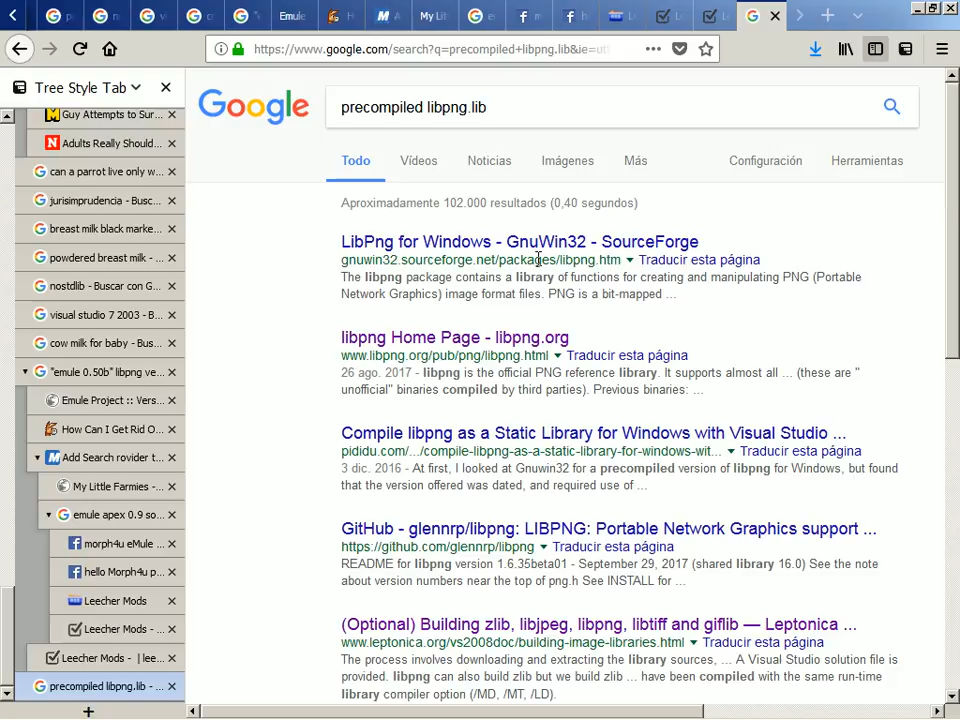 Emule
My Li
https://www.google.com/search?q=precompiled+libpng.lib&ie=ut
Tree Style Tab
Guy Attempts to Sur...
Adults Really Should...
can a parrot live only w...
jurisimprudencia - Busc...
breast milk black marke...
powdered breast milk - ...
nostdlib - Buscar con G...
visual studio 7 2003 - B...
cow milk for baby - Bus...
"emule 0.50b" libpng ve...
Emule Project :: Vers...
How Can I Get Rid O...
Add Search rovider t...
My Little Farmies -...
emule apex 0.9 so...
morph4u eMule ...
hello Morph4u p...
Leecher Mods
Leecher Mods - ...
Leecher Mods - | lee...
precompiled libpng.lib -...
Google
precompiled libpng.lib
Todo Vídeos Noticias Imágenes Más Configuración Herramientas
Aproximadamente 102.000 resultados (0,40 segundos)
LibPng for Windows - GnuWin32 - SourceForge
gnuwin32.sourceforge.net/packages/libpng.htm ▼ Traducir esta página
The libpng package contains a library of functions for creating and manipulating PNG (Portable
Network Graphics) image format files. PNG is a bit-mapped ...
libpng Home Page - libpng.org
www.libpng.org/pub/png/libpng.html ▼ Traducir esta página
26 ago. 2017 - libpng is the official PNG reference library. It supports almost all ... (these are "
unofficial" binaries compiled by third parties). Previous binaries: ...
Compile libpng as a Static Library for Windows with Visual Studio ...
pididu.com/.../compile-libpng-as-a-static-library-for-windows-wit... ▼ Traducir esta página
3 dic. 2016 - At first, I looked at Gnuwin32 for a precompiled version of libpng for Windows, but found
that the version offered was dated, and required use of ...
GitHub - glennrp/libpng: LIBPNG: Portable Network Graphics support ...
https://github.com/glennrp/libpng ▼ Traducir esta página
README for libpng version 1.6.35beta01 - September 29, 2017 (shared library 16.0) See the note
about version numbers near the top of png.h See INSTALL for ...
(Optional) Building zlib, libjpeg, libpng, libtiff and giflib — Leptonica ...
www.leptonica.org/vs2008doc/building-image-libraries.html ▼ Traducir esta página
The process involves downloading and extracting the library sources, ... A Visual Studio solution file is
provided. libpng can also build zlib but we build zlib ... have been compiled with the same run-time
library compiler option (/MD, /MT, /LD).